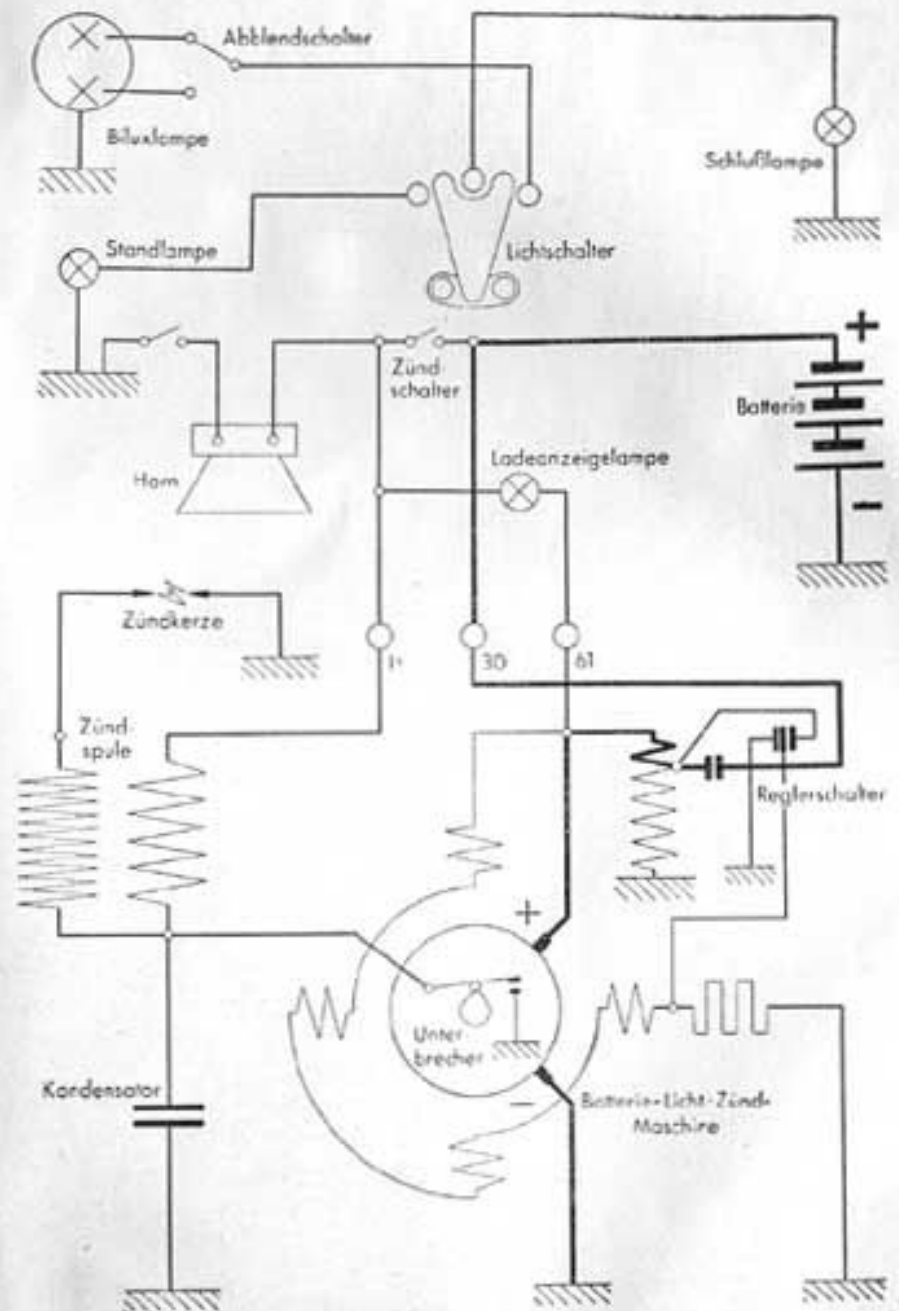 Abblendschalter
Biluxlampe
Schlußlampe
Standlampe
Lichtschalter
+
Zünd-
schalter
Batterie
Ladeanzeigelampe
Horn
-
Zündkerze
30
61
Zünd-
spule
Reglerschalter
+
Unter
brecher
-
Kondensator
Batterie-Licht-Zünd-
Maschine